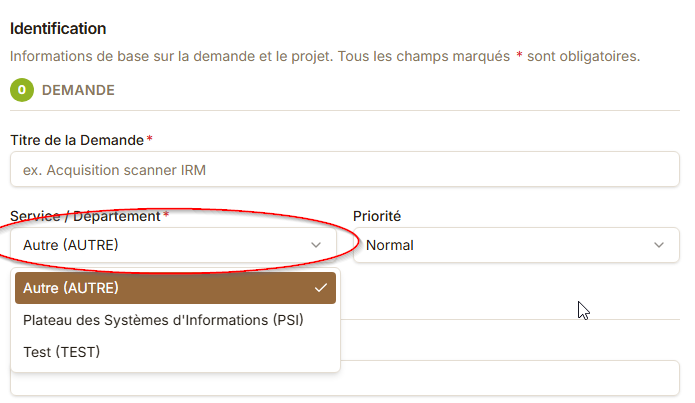 Identification
Informations de base sur la demande et le projet. Tous les champs marqués * sont obligatoires.
0 DEMANDE
Titre de la Demande *
ex. Acquisition scanner IRM
Service / Département * Priorité
Autre (AUTRE) Normal
Autre (AUTRE)
Plateau des Systèmes d'Informations (PSI)
Test (TEST)